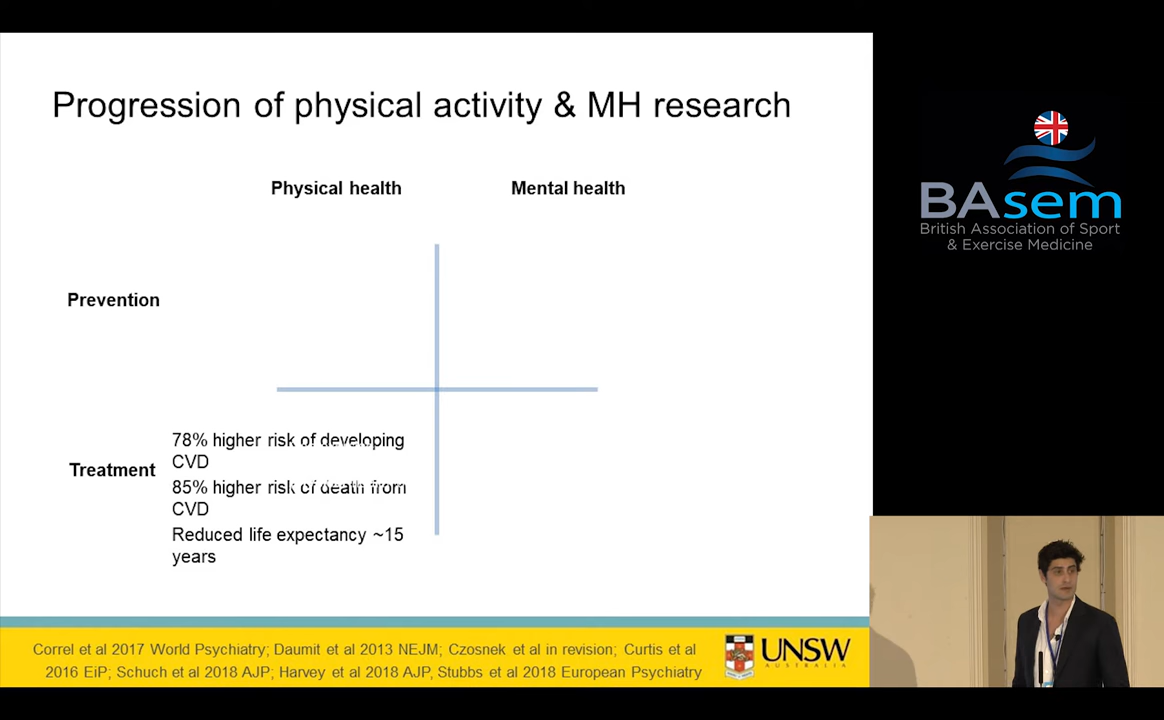 Progression of physical activity & MH research
Physical health
Mental health
Prevention
Treatment
78% higher risk of developing
CVD
85% higher risk of death from
CVD
Reduced life expectancy ~15
years
Correl et al 2017 World Psychiatry; Daumit et al 2013 NEJM; Czosnek et al in revision; Curtis et al
2016 EiP; Schuch et al 2018 AJP; Harvey et al 2018 AJP, Stubbs et al 2018 European Psychiatry
UNSW
AUSTRALIA
BAsem
British Association of Sport
& Exercise Medicine